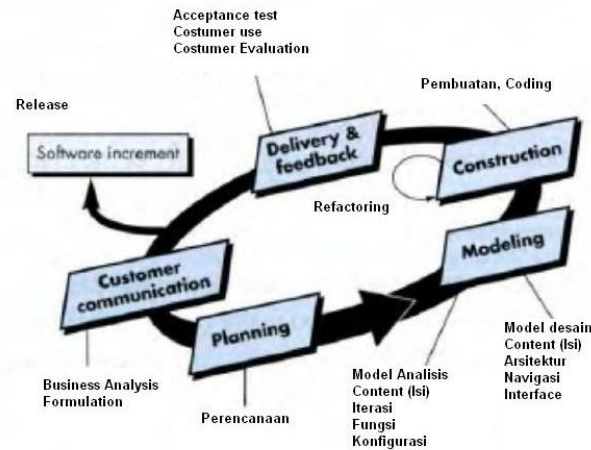 Acceptance test
Costumer use
Costumer Evaluation
Release
Software increment
Delivery &
feedback
Pembuatan, Coding
Construction
Refactoring
Modeling
Customer
communication
Planning
Business Analysis
Formulation
Perencanaan
Model Analisis
Content (Isi)
Iterasi
Fungsi
Konfigurasi
Model desain
Content (Isi)
Arsitektur
Navigasi
Interface